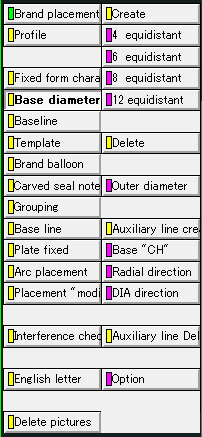 Brand placement Create
Profile 4 equidistant
6 equidistant
Fixed form chara 8 equidistant
Base diameter 12 equidistant
Baseline
Template Delete
Brand balloon
Carved seal note Outer diameter
Grouping
Base line Auxiliary line cre
Plate fixed Base "CH"
Arc placement Radial direction
Placement "modi DIA direction
Interference chec Auxiliary line Del
English letter Option
Delete pictures